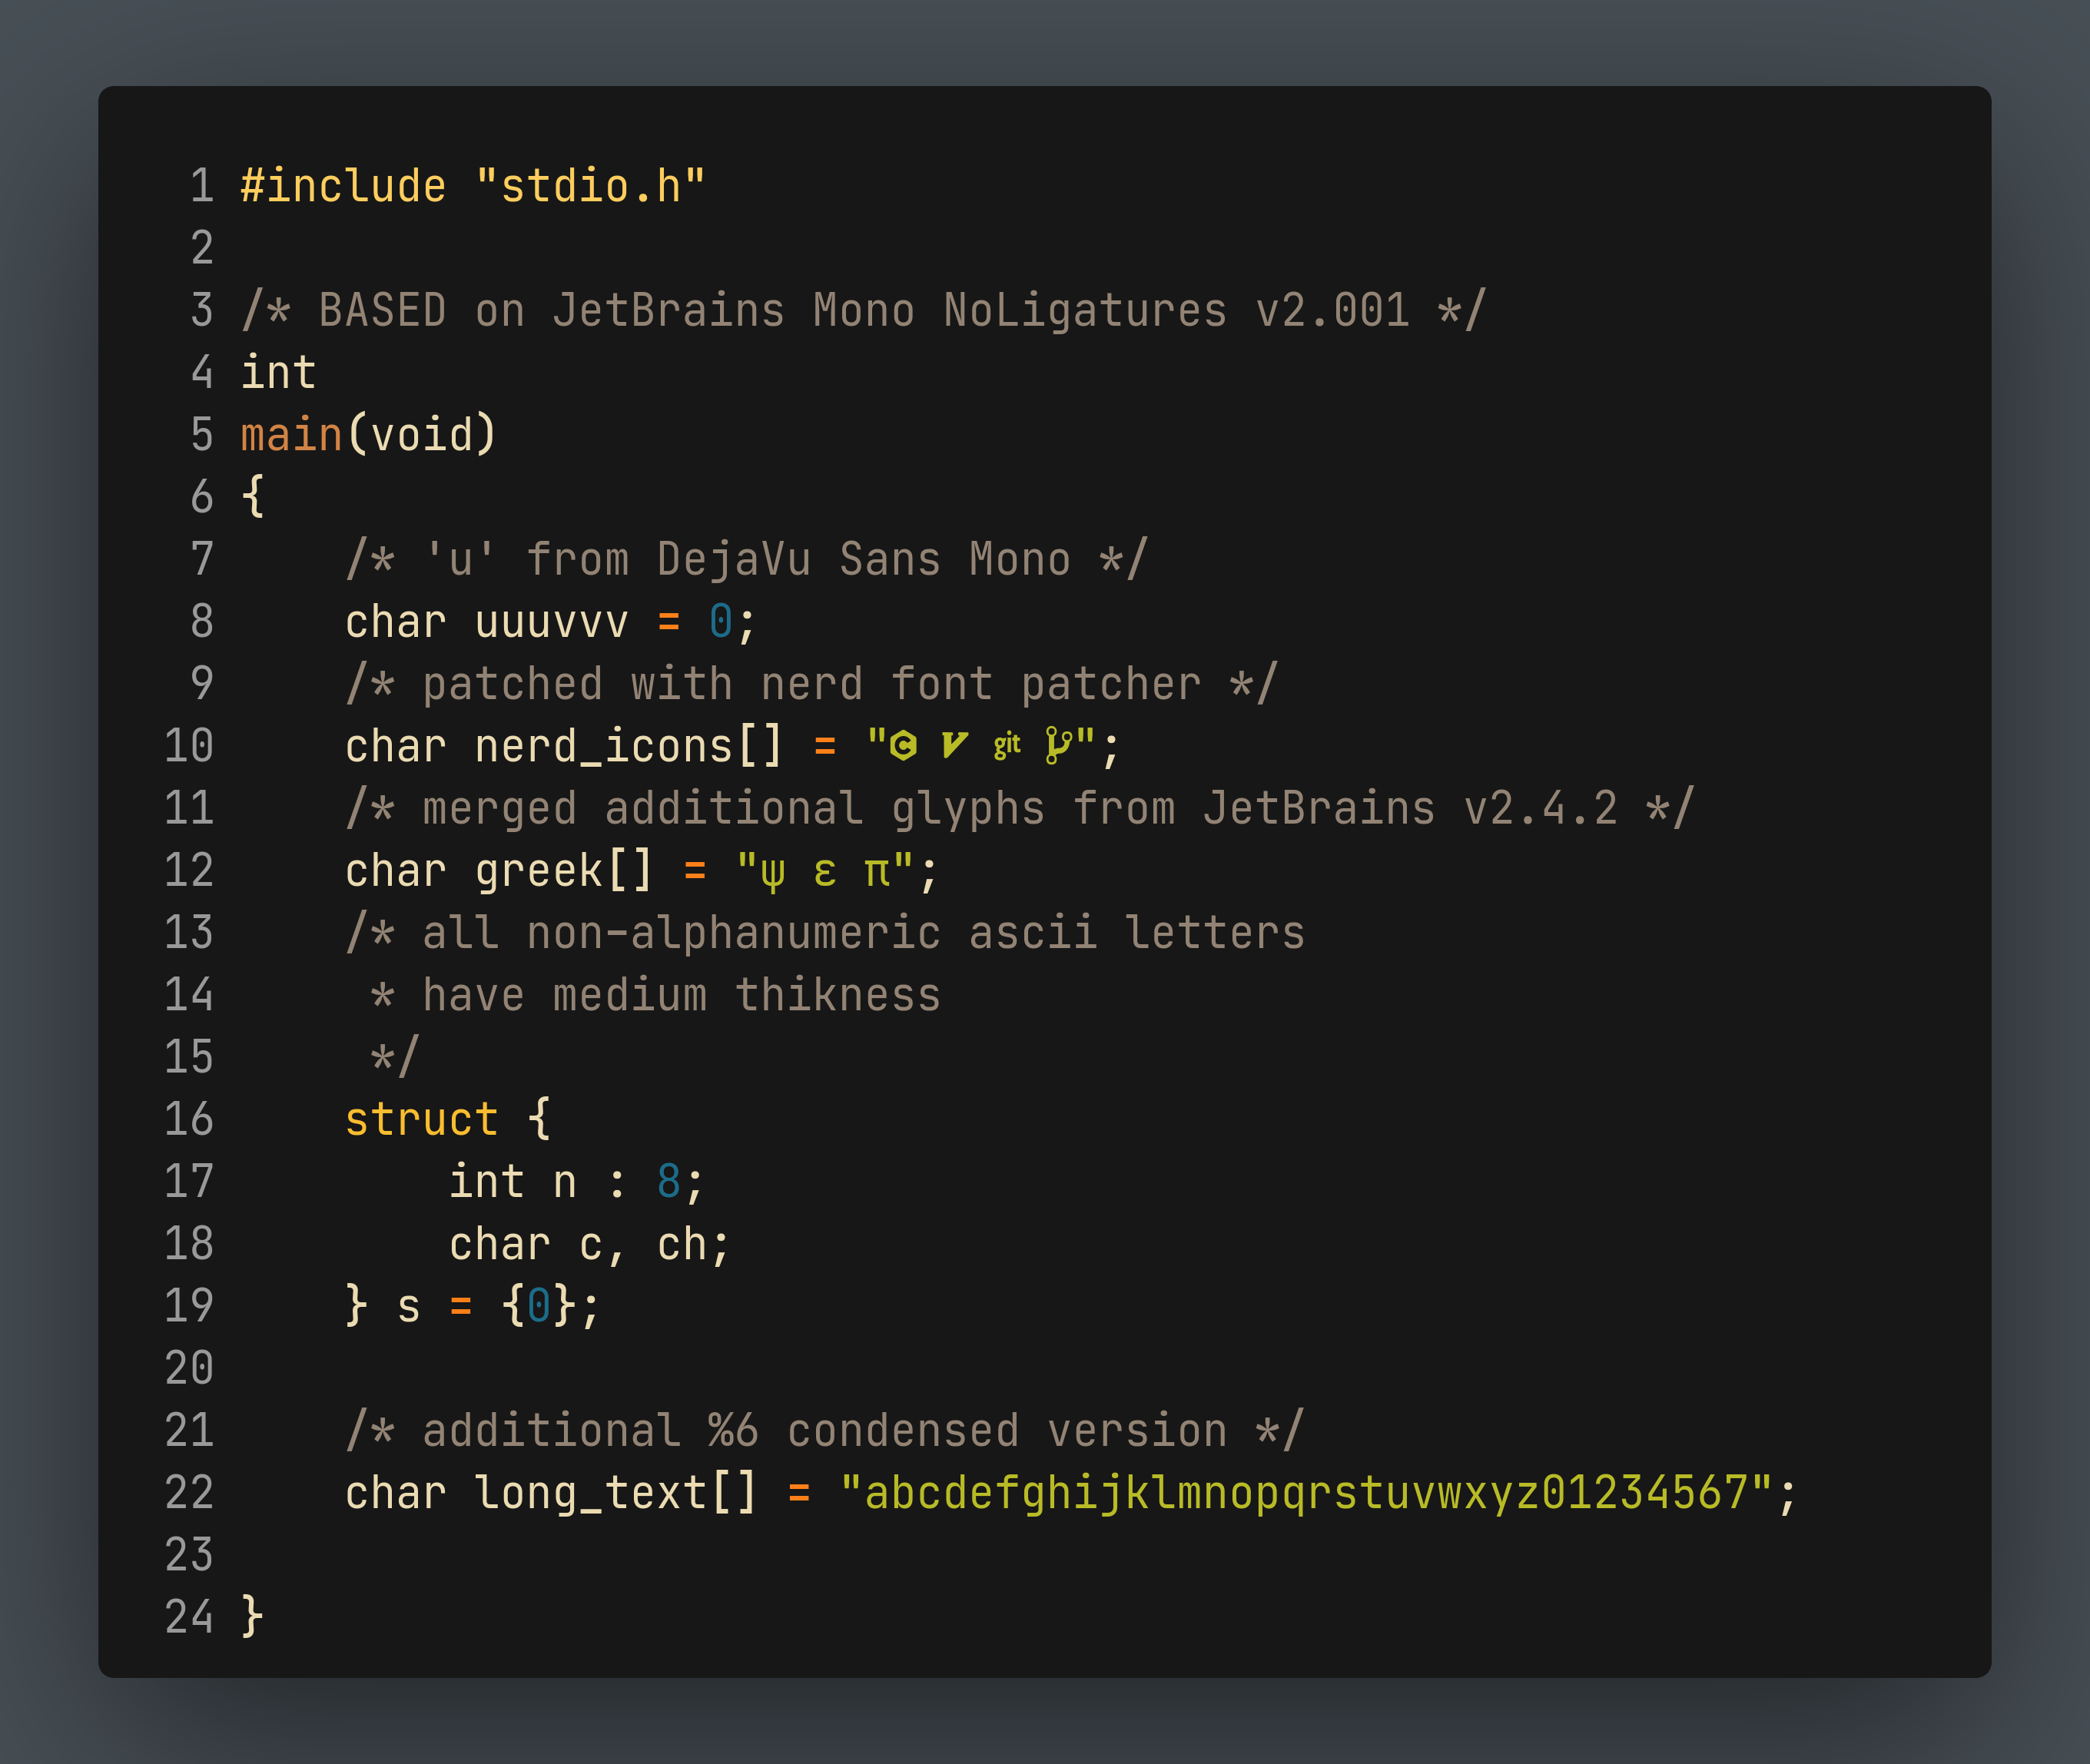 1 #include "stdio.h"
2
3 /* BASED on JetBrains Mono NoLigatures v2.001 */
4 int
5 main(void)
6 {
7     /* 'u' from DejaVu Sans Mono */
8     char uuuvvv = 0;
9     /* patched with nerd font patcher */
10     char nerd_icons[] = "C V git ";
11     /* merged additional glyphs from JetBrains v2.4.2 */
12     char greek[] = "ψ ε π";
13     /* all non-alphanumeric ascii letters
14      * have medium thikness
15      */
16     struct {
17         int n : 8;
18         char c, ch;
19     } s = {0};
20
21     /* additional %6 condensed version */
22     char long_text[] = "abcdefghijklmnopqrstuvwxyz01234567";
23
24 }